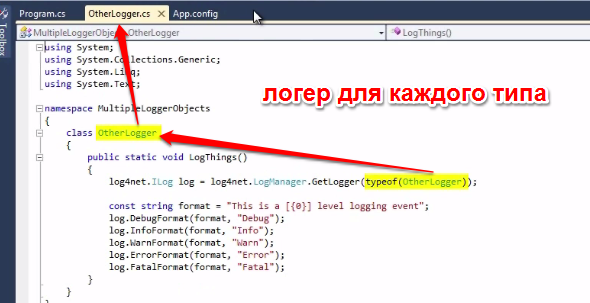 Program.cs OtherLogger.cs App.config
Toolbox
MultipleLoggerObjects.OtherLogger LogThings()
using System;
using System.Collections.Generic;
using System.Linq;
using System.Text;
логер для каждого типа
namespace MultipleLoggerObjects
{
class OtherLogger
{
public static void LogThings()
{
log4net.ILog log = log4net.LogManager.GetLogger(typeof(OtherLogger));
const string format = "This is a [{0}] level logging event";
log.DebugFormat(format, "Debug");
log.InfoFormat(format, "Info");
log.WarnFormat(format, "Warn");
log.ErrorFormat(format, "Error");
log.FatalFormat(format, "Fatal");
}
}
}